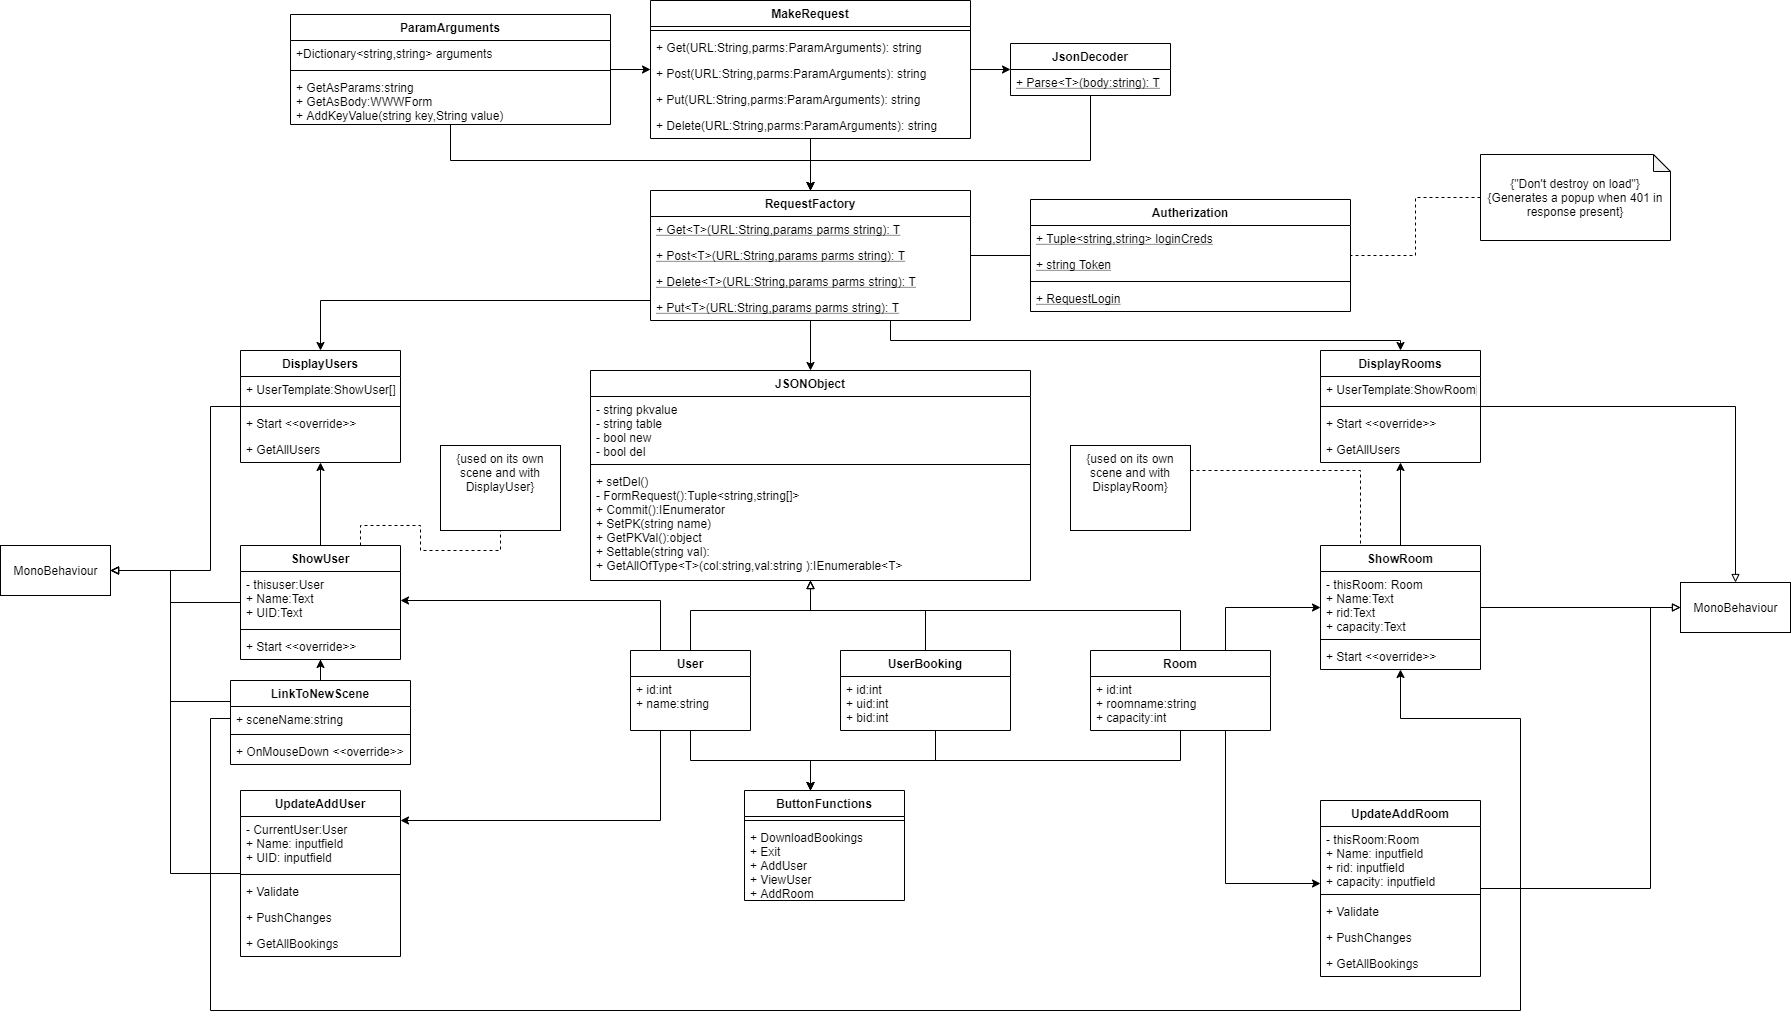 ParamArguments
+Dictionary<string,string> arguments
+ GetAsParams:string
+ GetAsBody:WWWForm
+ AddKeyValue(string key,String value)
MakeRequest
+ Get(URL:String,parms:ParamArguments): string
+ Post(URL:String,parms:ParamArguments): string
+ Put(URL:String,parms:ParamArguments): string
+ Delete(URL:String,parms:ParamArguments): string
JsonDecoder
+ Parse<T>(body:string): T
RequestFactory
+ Get<T>(URL:String,params parms string): T
+ Post<T>(URL:String,params parms string): T
+ Delete<T>(URL:String,params parms string): T
+ Put<T>(URL:String,params parms string): T
Autherization
+ Tuple<string,string> loginCreds
+ string Token
+ RequestLogin
{"Don't destroy on load"}
{Generates a popup when 401 in
response present}
DisplayUsers
+ UserTemplate:ShowUser[]
+ Start <<override>>
+ GetAllUsers
{used on its own
scene and with
DisplayUser}
JSONObject
- string pkvalue
- string table
- bool new
- bool del
+ setDel()
- FormRequest():Tuple<string,string[]>
+ Commit():IEnumerator
+ SetPK(string name)
+ GetPKVal():object
+ Settable(string val):
+ GetAllOfType<T>(col:string,val:string ):IEnumerable<T>
{used on its own
scene and with
DisplayRoom}
DisplayRooms
+ UserTemplate:ShowRoom
+ Start <<override>>
+ GetAllUsers
MonoBehaviour
ShowUser
- thisuser:User
+ Name:Text
+ UID:Text
+ Start <<override>>
ShowRoom
- thisRoom: Room
+ Name:Text
+ rid:Text
+ capacity:Text
+ Start <<override>>
MonoBehaviour
LinkToNewScene
+ sceneName:string
+ OnMouseDown <<override>>
User
+ id:int
+ name:string
UserBooking
+ id:int
+ uid:int
+ bid:int
Room
+ id:int
+ roomname:string
+ capacity:int
UpdateAddUser
- CurrentUser:User
+ Name: inputfield
+ UID: inputfield
+ Validate
+ PushChanges
+ GetAllBookings
ButtonFunctions
+ DownloadBookings
+ Exit
+ AddUser
+ ViewUser
+ AddRoom
UpdateAddRoom
- thisRoom:Room
+ Name: inputfield
+ rid: inputfield
+ capacity: inputfield
+ Validate
+ PushChanges
+ GetAllBookings